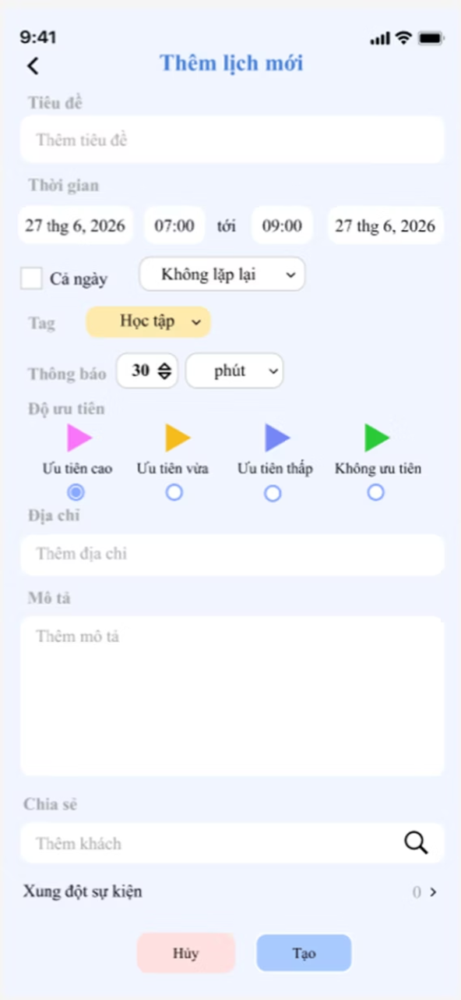 9:41
Thêm lịch mới
Tiêu đề
Thêm tiêu đề
Thời gian
27 thg 6, 2026 07:00 tới 09:00 27 thg 6, 2026
Cả ngày Không lặp lại
Tag Học tập
Thông báo 30 phút
Độ ưu tiên
Ưu tiên cao Ưu tiên vừa Ưu tiên thấp Không ưu tiên
Địa chỉ
Thêm địa chỉ
Mô tả
Thêm mô tả
Chia sẻ
Thêm khách
Xung đột sự kiện 0
Hủy Tạo